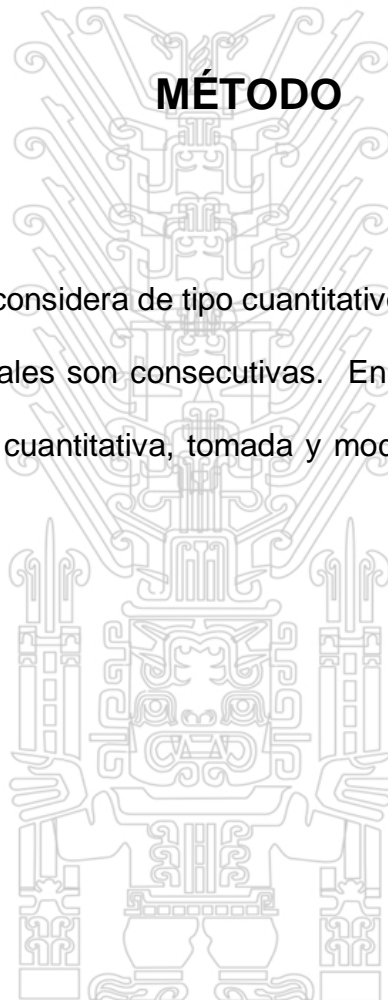 MÉTODO
considera de tipo cuantitativo
ales son consecutivas. En
cuantitativa, tomada y mod